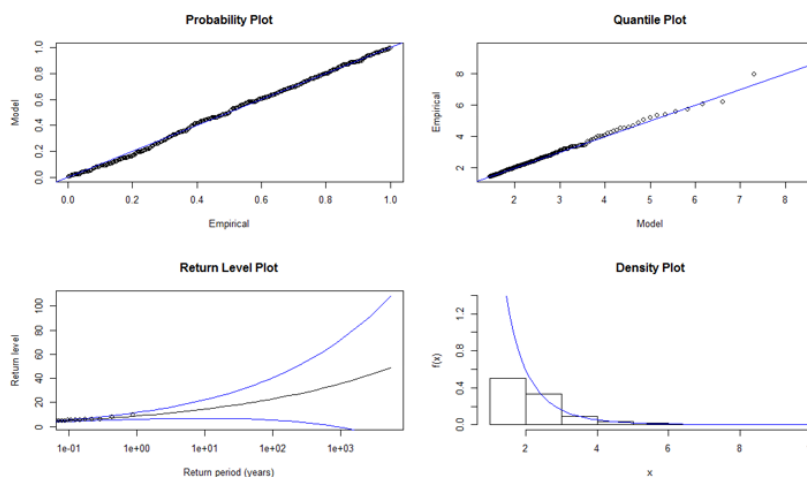 Probability Plot
Model
0.0 0.2 0.4 0.6 0.8 1.0
0.0 0.2 0.4 0.6 0.8 1.0
Empirical
Quantile Plot
Empirical
2 4 6 8
2 3 4 5 6 7 8
Model
Return Level Plot
Return level
0 20 40 60 80 100
1e-01 1e+00 1e+01 1e+02 1e+03
Return period (years)
Density Plot
f(x)
0.0 0.4 0.8 1.2
2 4 6 8
x